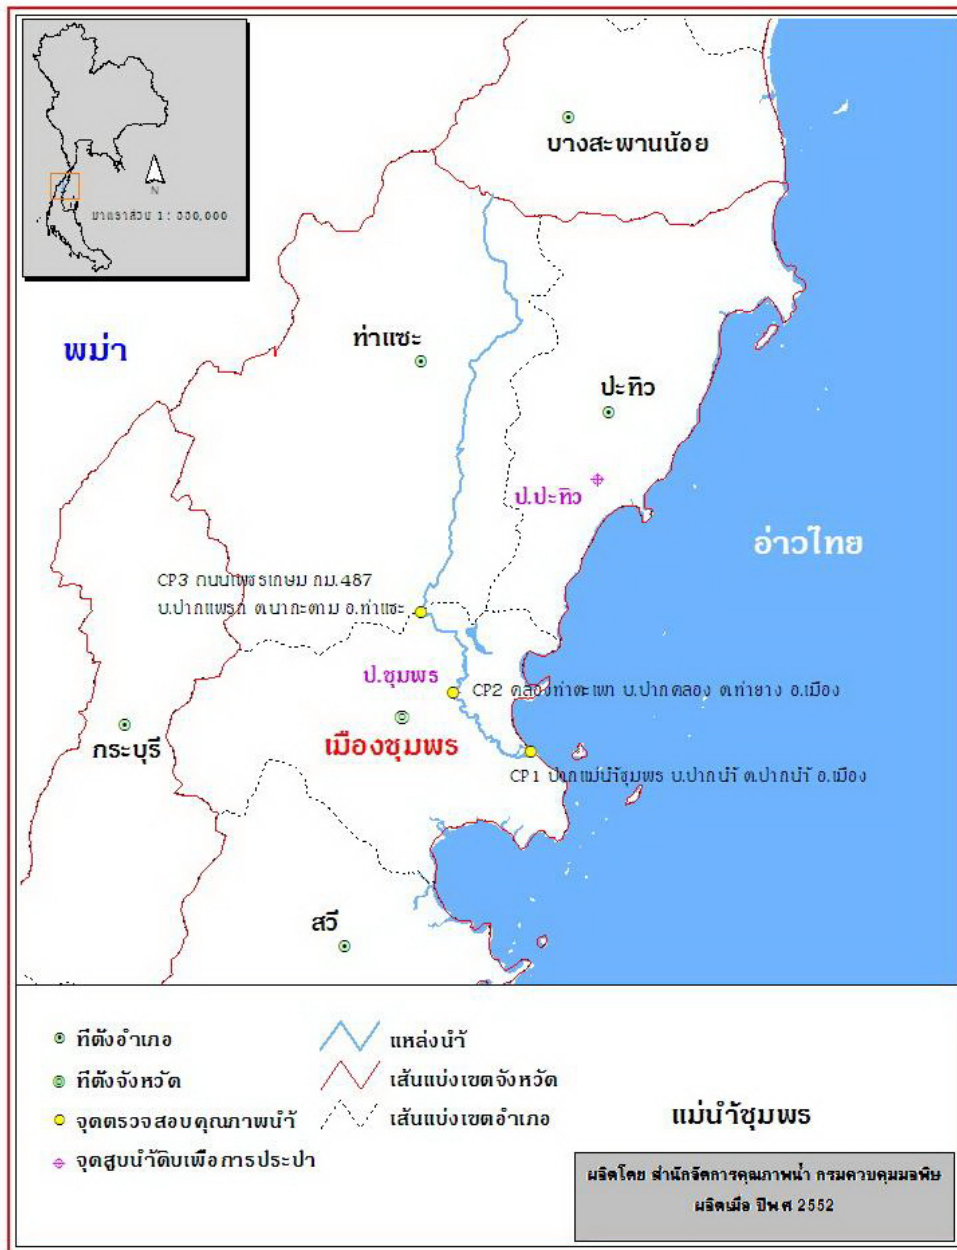 N
มาตราส่วน 1 : 330,000
บางสะพานน้อย
พม่า
ท่าแซะ
ปะทิว
ป.ปะทิว
อ่าวไทย
CP3 ถนนเพชรเกษม กม.487
บ.ปากแพรก ต.นากะตาม อ.ท่าแซะ
ป.ชุมพร
CP2 คลองท่าตะเภา บ.ปากคลอง ต.ท่ายาง อ.เมือง
กระบุรี
เมืองชุมพร
CP1 ปากแม่น้ำชุมพร บ.ปากน้ำ ต.ปากน้ำ อ.เมือง
สวี
ที่ตั้งอำเภอ
ที่ตั้งจังหวัด
จุดตรวจสอบคุณภาพน้ำ
จุดสูบน้ำดิบเพื่อการประปา
แหล่งน้ำ
เส้นแบ่งเขตจังหวัด
เส้นแบ่งเขตอำเภอ
แม่น้ำชุมพร
ผลิตโดย สำนักจัดการคุณภาพน้ำ กรมควบคุมมลพิษ
ผลิตเมื่อ ปีพ.ศ 2552